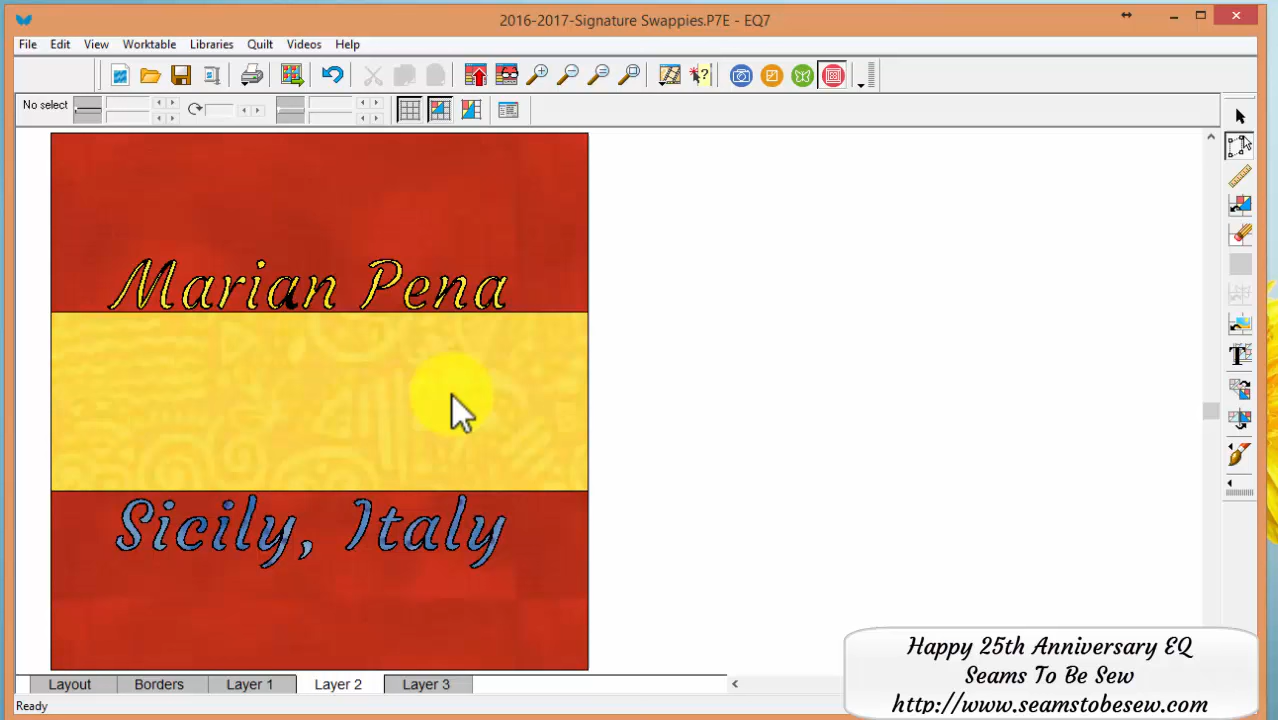 2016-2017-Signature Swappies.P7E - EQ7
File Edit View Worktable Libraries Quilt Videos Help
No select
Marian Pena
Sicily, Italy
Layout Borders Layer 1 Layer 2 Layer 3
Ready
Happy 25th Anniversary EQ
Seams To Be Sew
http://www.seamstobesew.com